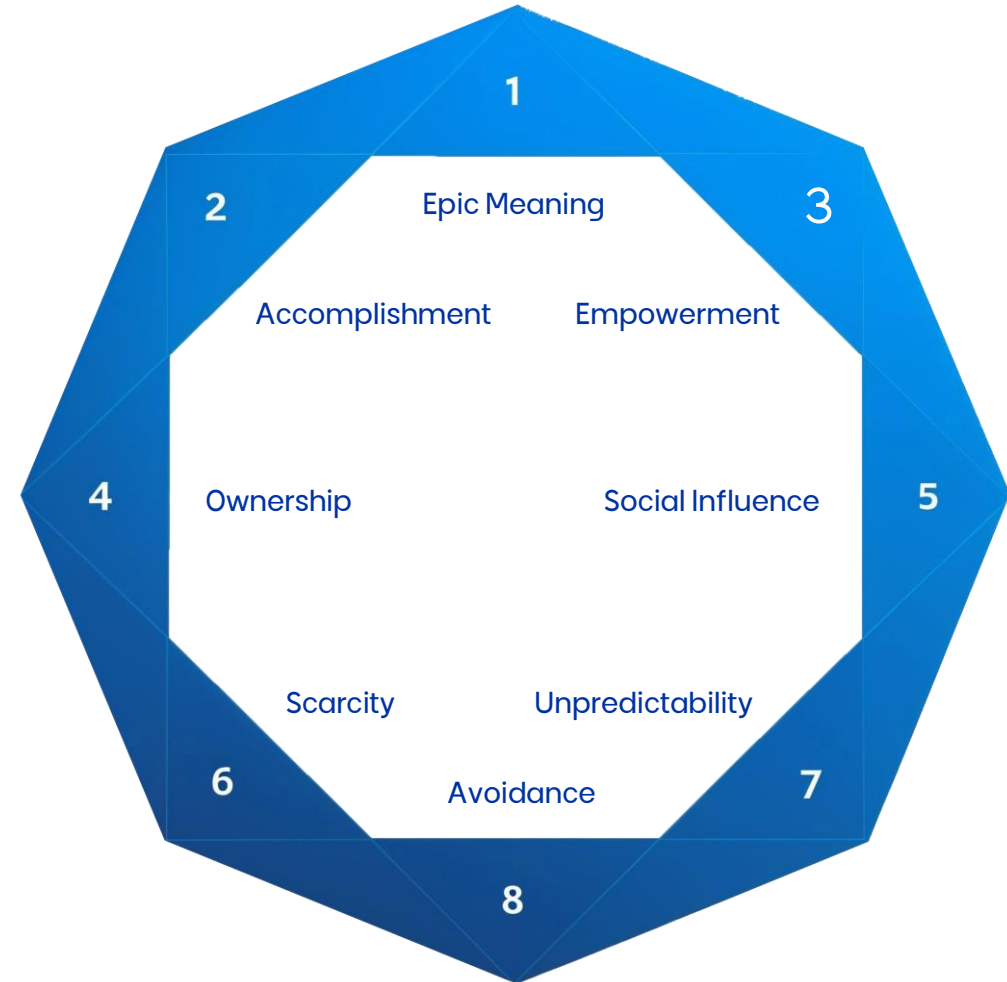 1
2
3
Epic Meaning
Accomplishment
Empowerment
4
Ownership
Social Influence
5
Scarcity
Unpredictability
6
Avoidance
7
8